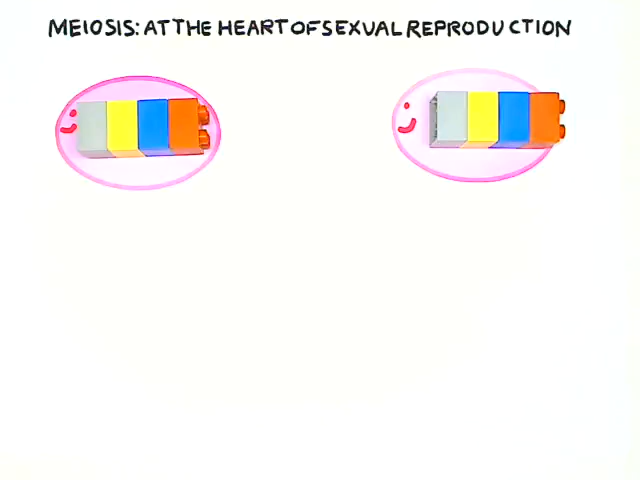 MEIOSIS: AT THE HEART OF SEXUAL REPRODUCTION